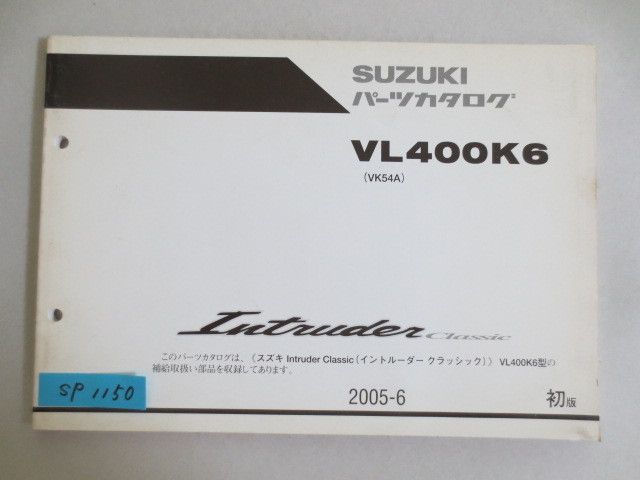 SUZUKI
パーツカタログ
VL400K6
(VK54A)
Intruder Classic
このパーツカタログは、《スズキ Intruder Classic(イントルーダー クラッシック)》 VL400K6型の
補給取扱い部品を収録してあります。
SP 1150
2005-6
初版